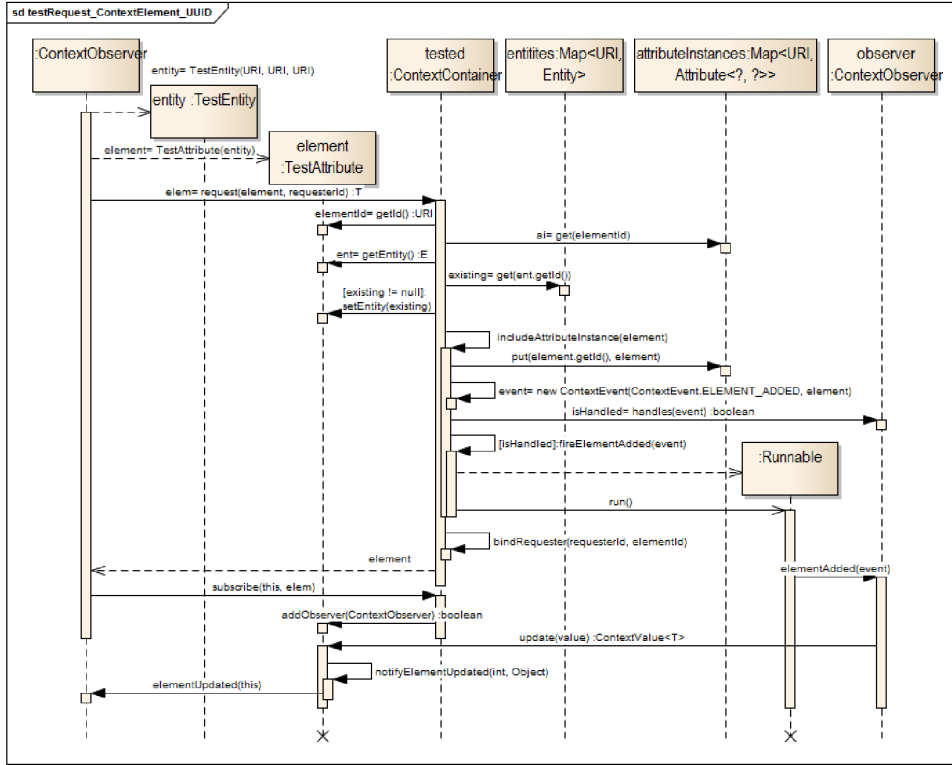 sd testRequest_ContextElement_UUID
:ContextObserver
tested
:ContextContainer
entitites:Map<URI,
Entity>
attributeInstances:Map<URI,
Attribute<?, ?>>
observer
:ContextObserver
entity= TestEntity(URI, URI, URI)
entity :TestEntity
element= TestAttribute(entity)
element
:TestAttribute
elem= request(element, requesterId) :T
elementId= getId() :URI
ai= get(elementId)
ent= getEntity() :E
existing= get(ent.getId())
[existing != null]:
setEntity(existing)
includeAttributeInstance(element)
put(element.getId(), element)
event= new ContextEvent(ContextEvent.ELEMENT_ADDED, element)
isHandled= handles(event) :boolean
[isHandled]:fireElementAdded(event)
:Runnable
run()
bindRequester(requesterId, elementId)
element
elementAdded(event)
subscribe(this, elem)
addObserver(ContextObserver) :boolean
update(value) :ContextValue<T>
notifyElementUpdated(int, Object)
elementUpdated(this)